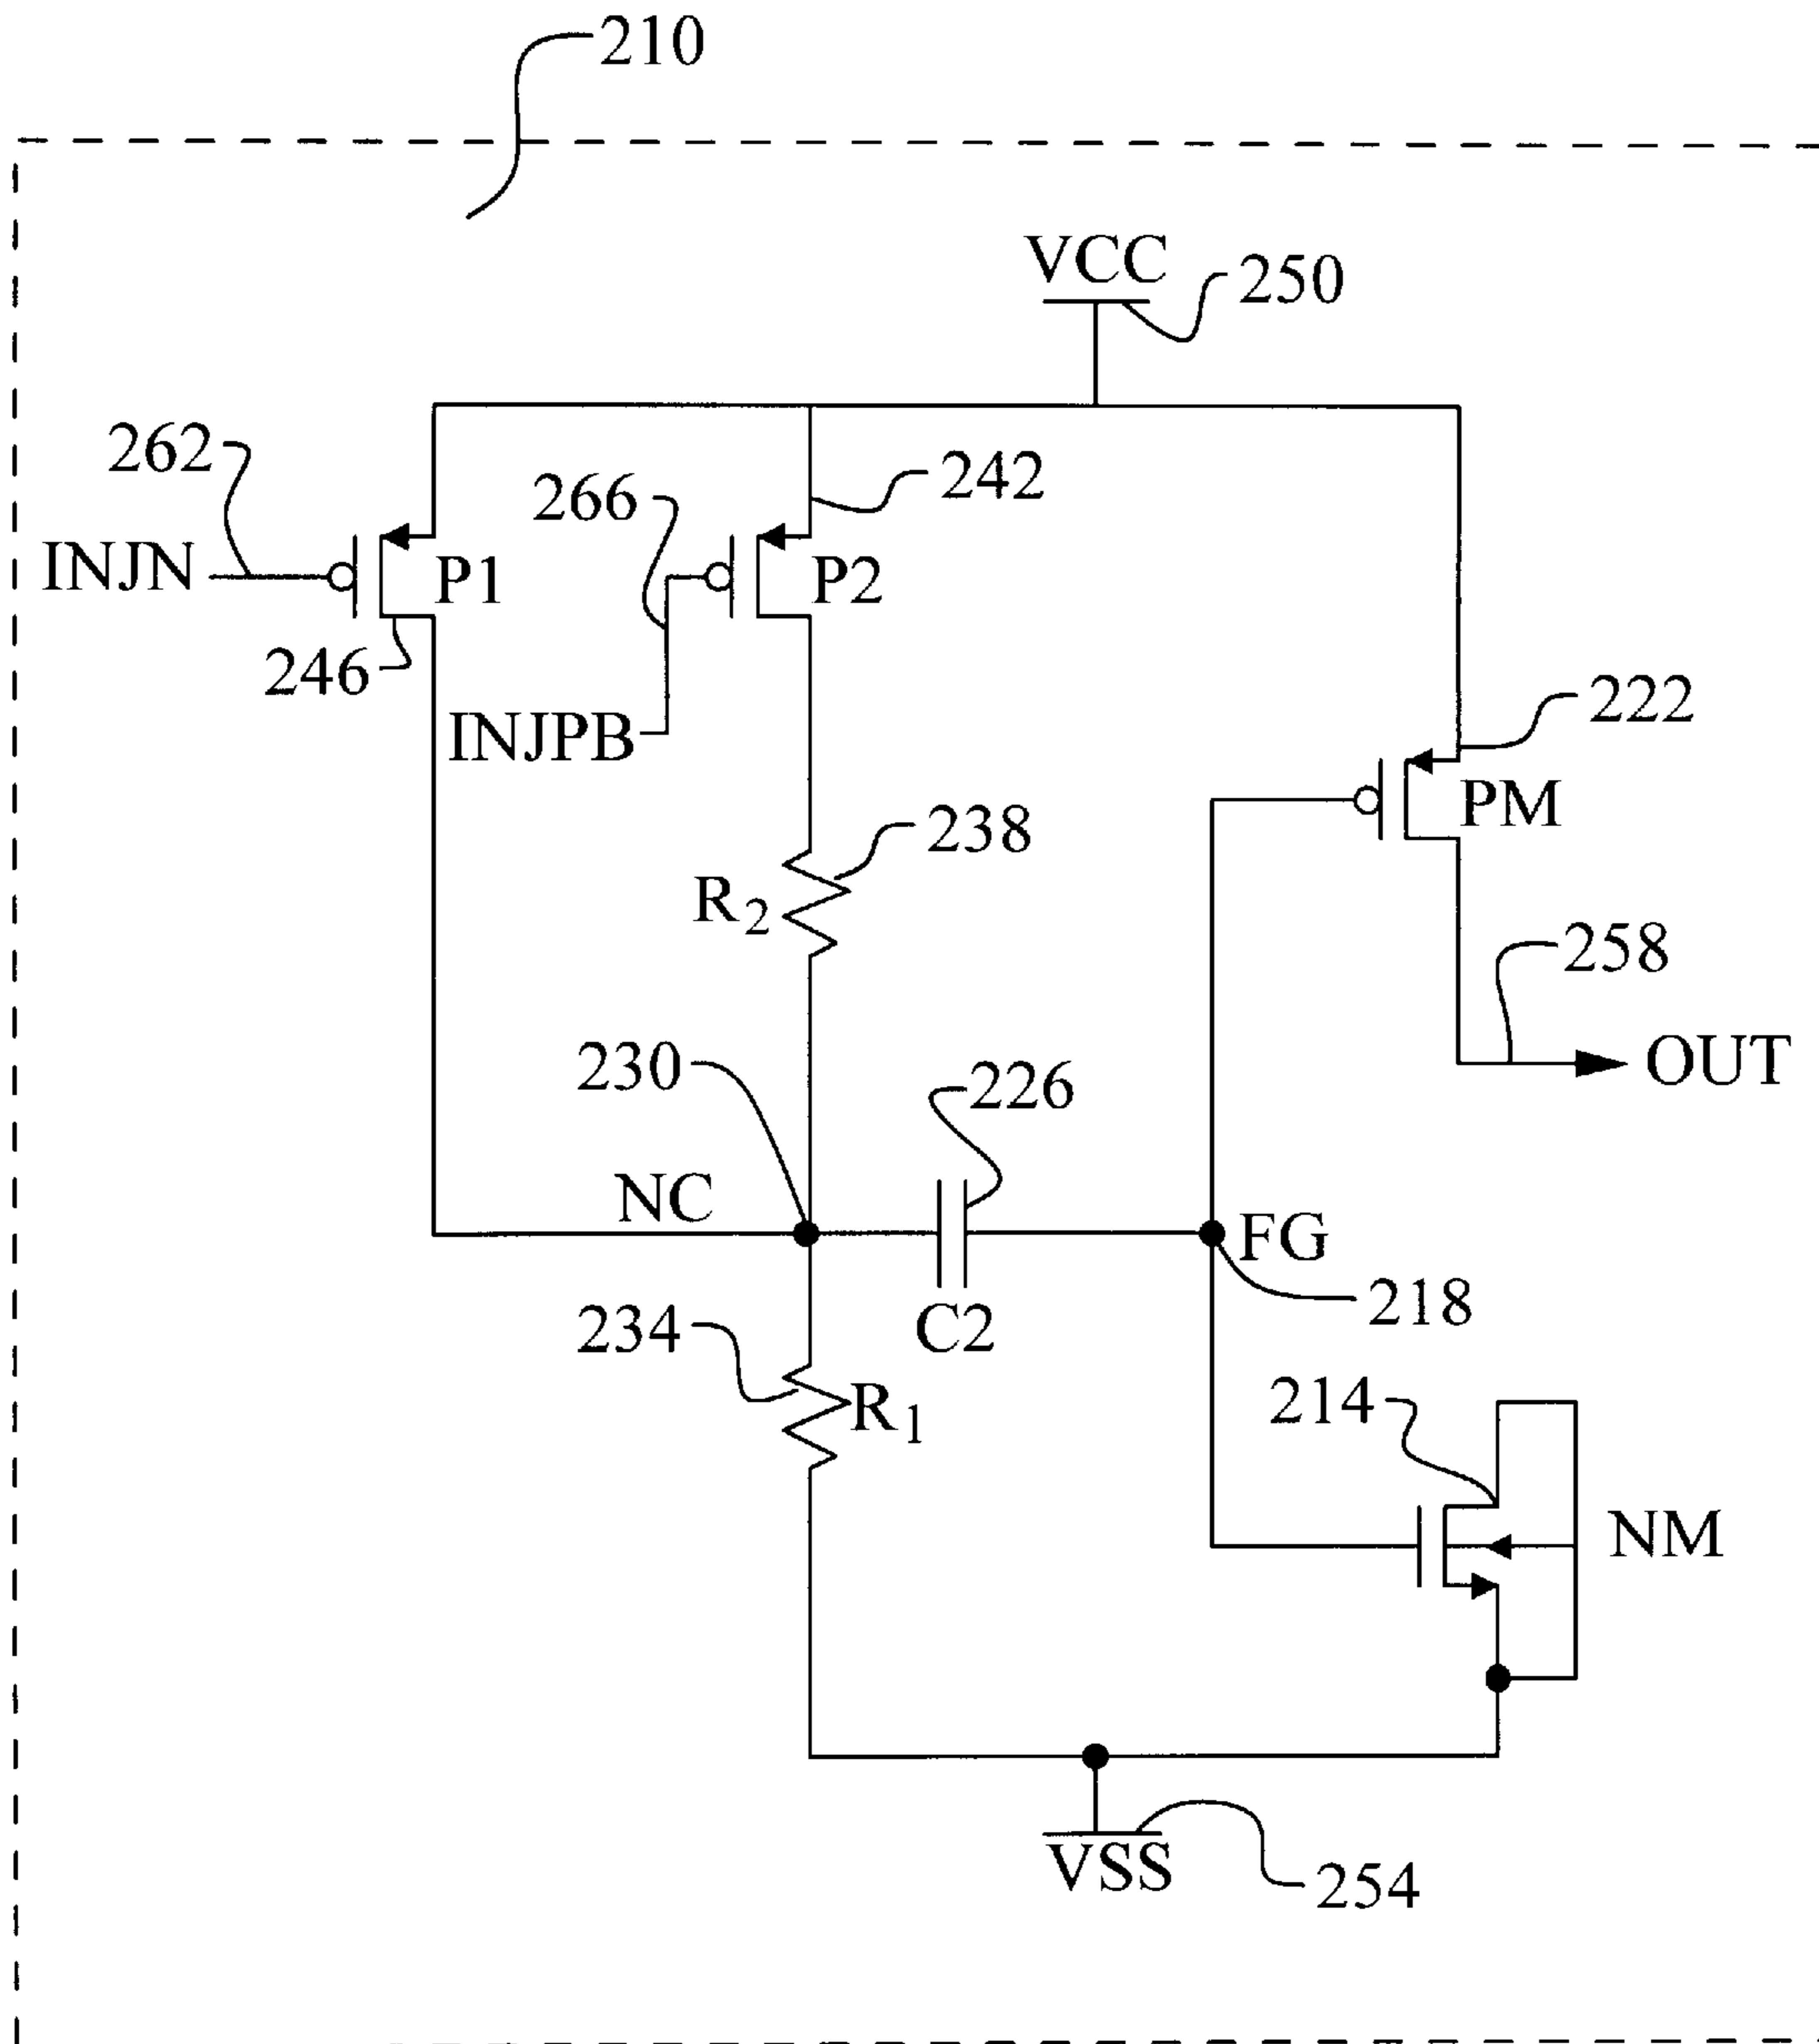 210
VCC
250
262
266
242
INJN
P1
P2
246
INJPB
222
PM
238
R2
258
230
226
OUT
NC
FG
218
234
C2
R1
214
NM
VSS
254